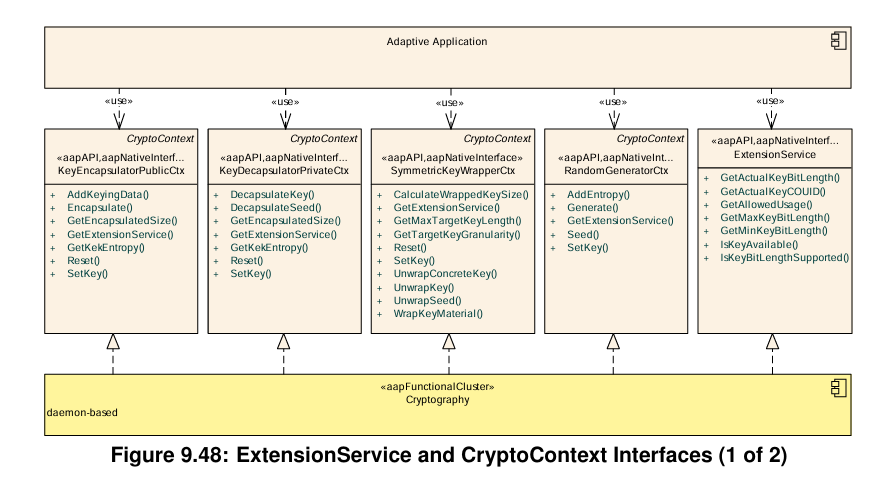 Adaptive Application
«use» «use» «use» «use» «use»
CryptoContext
«aapAPI,aapNativeInterf...
KeyEncapsulatorPublicCtx
+ AddKeyingData()
+ Encapsulate()
+ GetEncapsulatedSize()
+ GetExtensionService()
+ GetKekEntropy()
+ Reset()
+ SetKey()
CryptoContext
«aapAPI,aapNativeInterf...
KeyDecapsulatorPrivateCtx
+ DecapsulateKey()
+ DecapsulateSeed()
+ GetEncapsulatedSize()
+ GetExtensionService()
+ GetKekEntropy()
+ Reset()
+ SetKey()
CryptoContext
«aapAPI,aapNativeInterface»
SymmetricKeyWrapperCtx
+ CalculateWrappedKeySize()
+ GetExtensionService()
+ GetMaxTargetKeyLength()
+ GetTargetKeyGranularity()
+ Reset()
+ SetKey()
+ UnwrapConcreteKey()
+ UnwrapKey()
+ UnwrapSeed()
+ WrapKeyMaterial()
CryptoContext
«aapAPI,aapNativeInt...
RandomGeneratorCtx
+ AddEntropy()
+ Generate()
+ GetExtensionService()
+ Seed()
+ SetKey()
«aapAPI,aapNativeInterf...
ExtensionService
+ GetActualKeyBitLength()
+ GetActualKeyCOUID()
+ GetAllowedUsage()
+ GetMaxKeyBitLength()
+ GetMinKeyBitLength()
+ IsKeyAvailable()
+ IsKeyBitLengthSupported()
«aapFunctionalCluster»
Cryptography
daemon-based
Figure 9.48: ExtensionService and CryptoContext Interfaces (1 of 2)